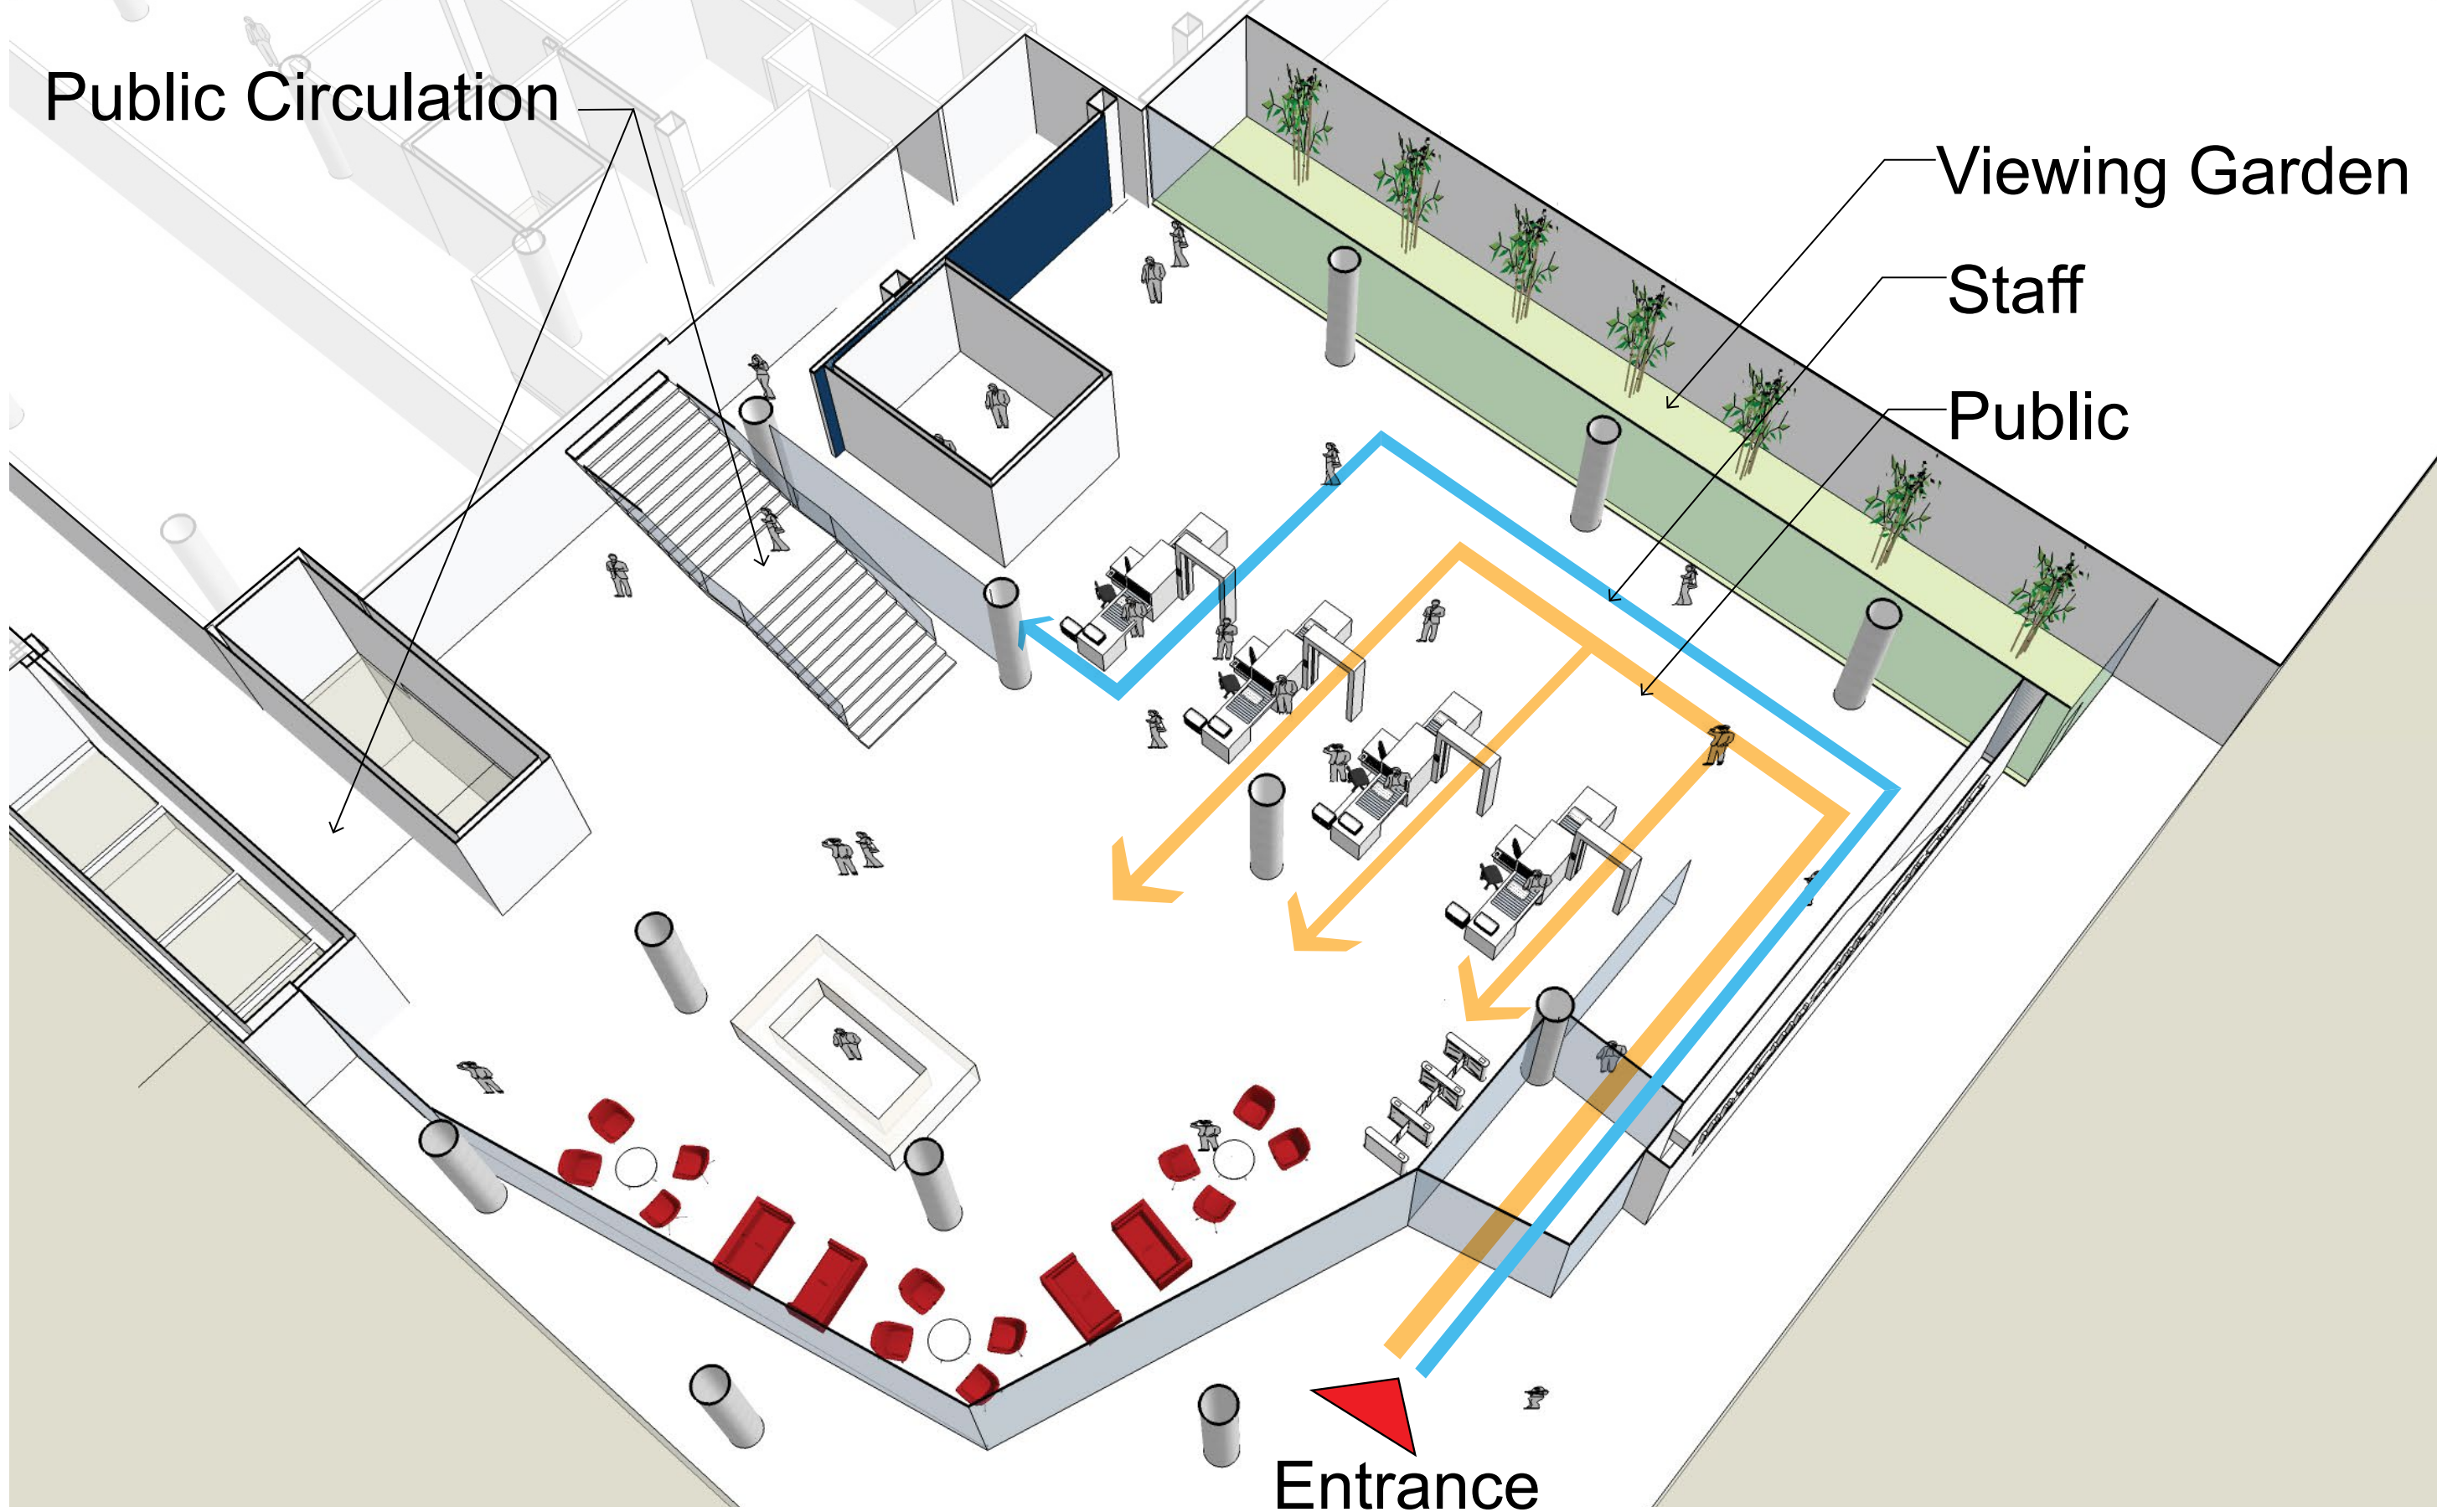 Public Circulation
Viewing Garden
Staff
Public
Entrance